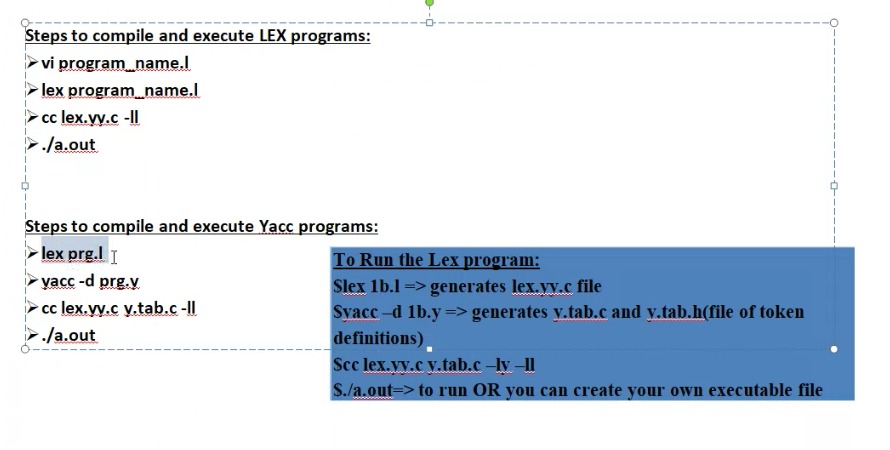 Steps to compile and execute LEX programs:
➢ vi program_name.l
➢ lex program_name.l
➢ cc lex.yy.c -ll
➢ ./a.out
Steps to compile and execute Yacc programs:
➢ lex prg.l
➢ yacc -d prg.y
➢ cc lex.yy.c y.tab.c -ll
➢ ./a.out
To Run the Lex program:
$lex 1b.l => generates lex.yy.c file
$yacc –d 1b.y => generates y.tab.c and y.tab.h(file of token
definitions)
$cc lex.yy.c y.tab.c –ly –ll
$./a.out=> to run OR you can create your own executable file